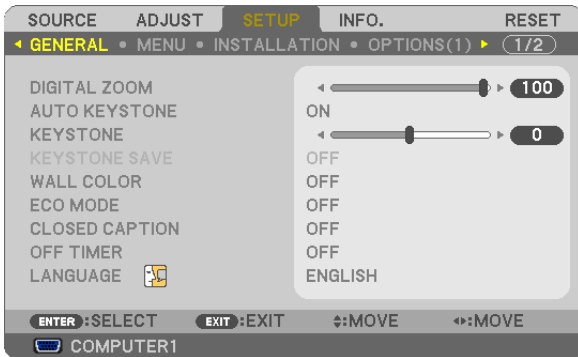 SOURCE ADJUST SETUP INFO. RESET
GENERAL • MENU • INSTALLATION • OPTIONS(1) 1/2
DIGITAL ZOOM 100
AUTO KEYSTONE ON
KEYSTONE 0
KEYSTONE SAVE OFF
WALL COLOR OFF
ECO MODE OFF
CLOSED CAPTION OFF
OFF TIMER OFF
LANGUAGE ENGLISH
ENTER :SELECT EXIT :EXIT :MOVE :MOVE
COMPUTER1